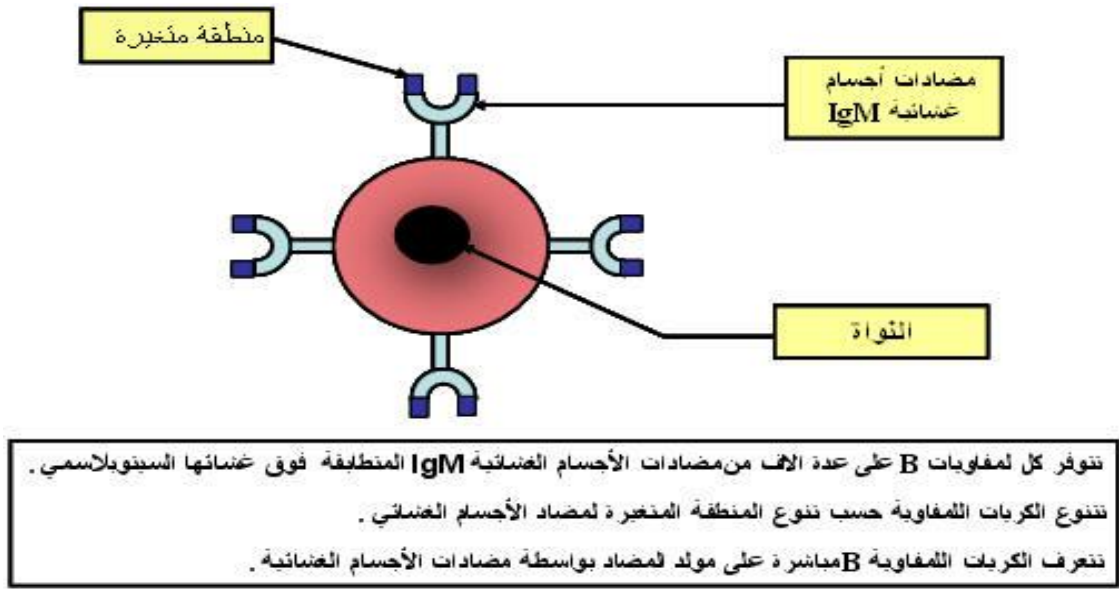 منطقة متغيرة
مضادات أجسام
غشائية IgM
النواة
تتوفر كل لمفاويات B على عدة الاف من مضادات الأجسام الغشائية IgM المتطابقة فوق غشائها السيتوبلاسمي .
تتنوع الكريات اللمفاوية حسب تنوع المنطقة المتغيرة لمضاد الأجسام الغشائي .
تتعرف الكريات اللمفاوية B مباشرة على مولد المضاد بواسطة مضادات الأجسام الغشائية .